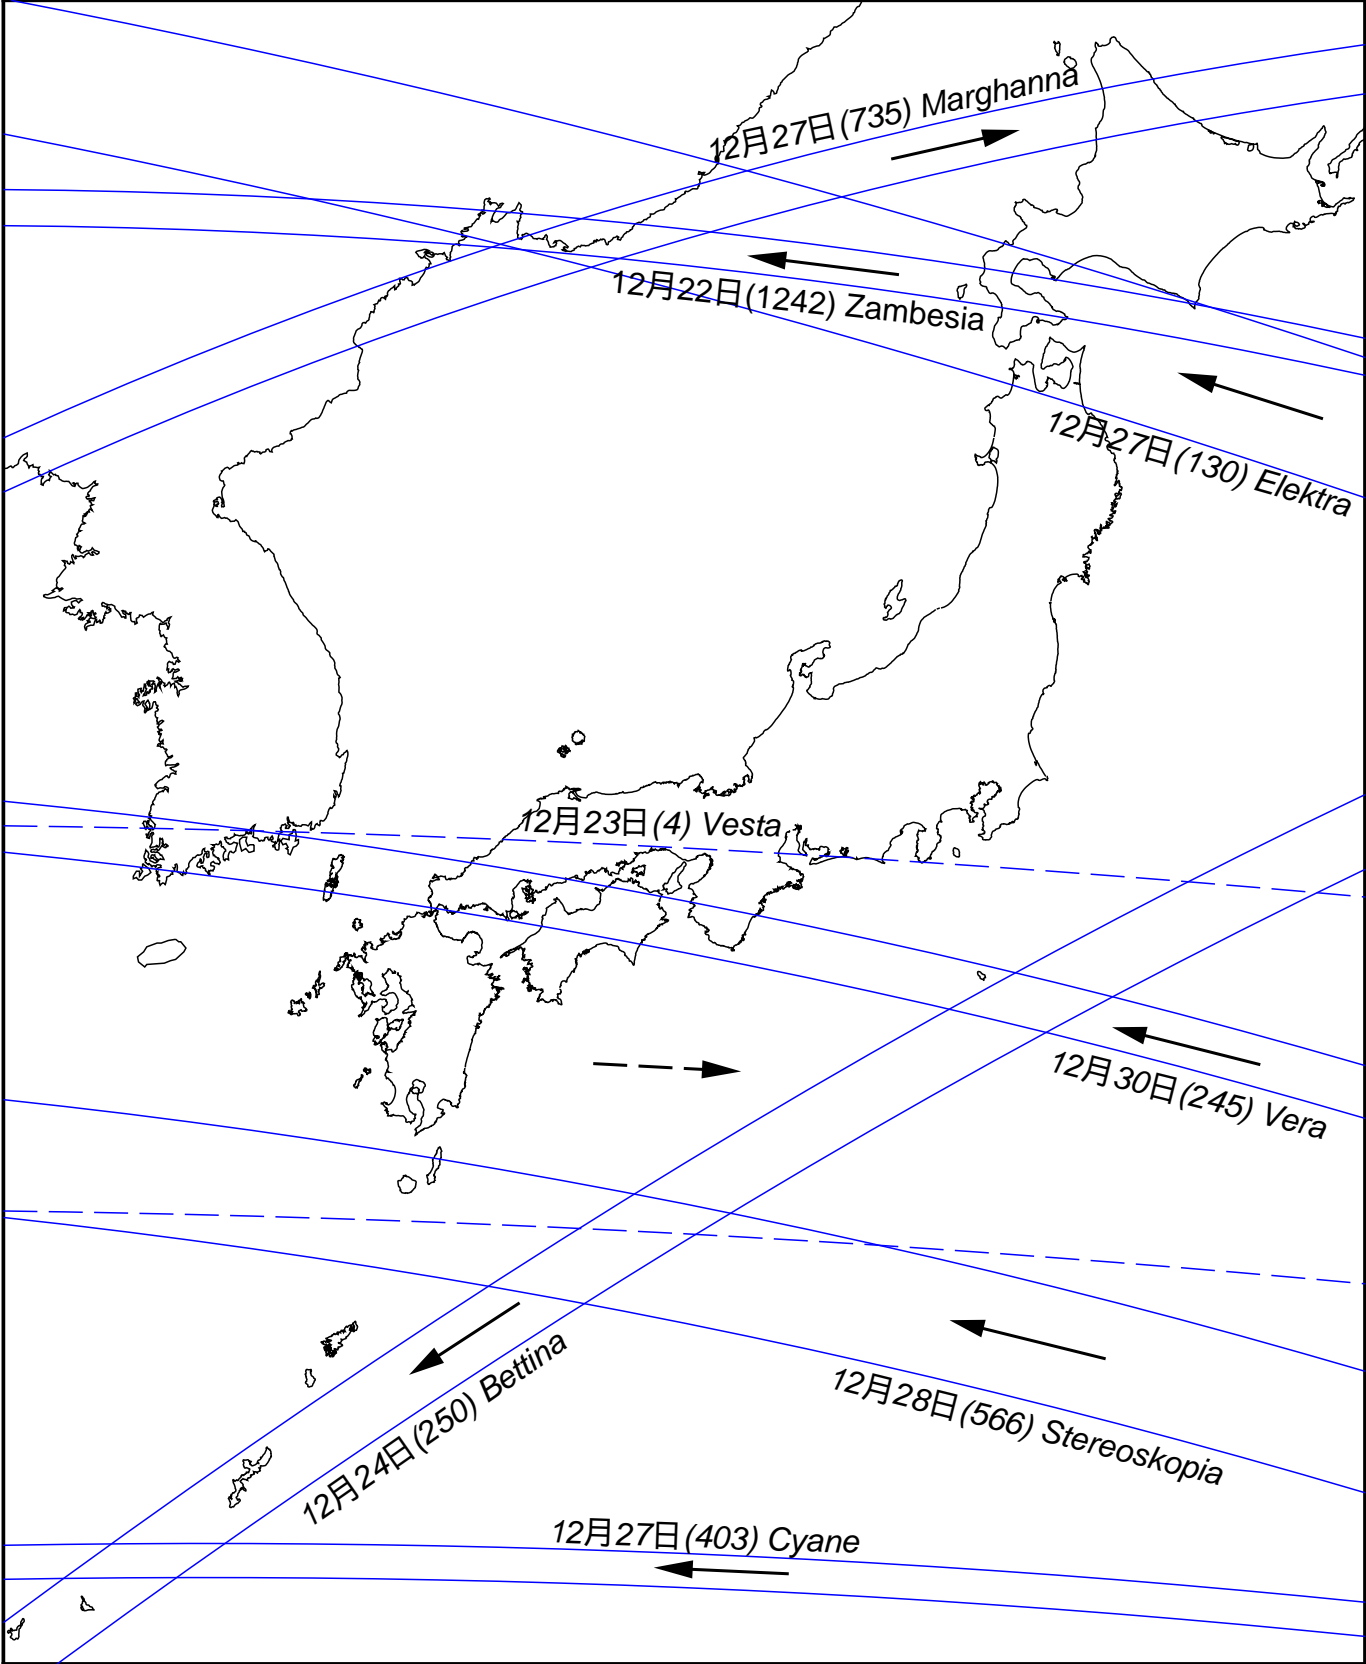 12月27日(735) Marghanna
12月22日(1242) Zambesia
12月27日(130) Elektra
12月23日(4) Vesta
12月30日(245) Vera
12月28日(566) Stereoskopia
12月24日(250) Bettina
12月27日(403) Cyane